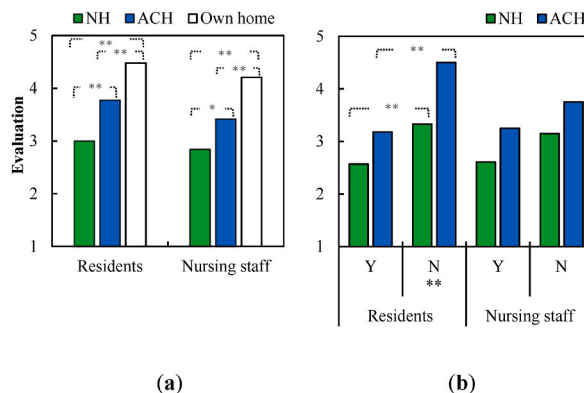 NH ACH Own home
5
4
3
2
1
Evaluation
**
**
**
**
**
*
Residents Nursing staff
(a)
NH ACH
5
4
3
2
1
**
**
Y N Y N
**
Residents Nursing staff
(b)